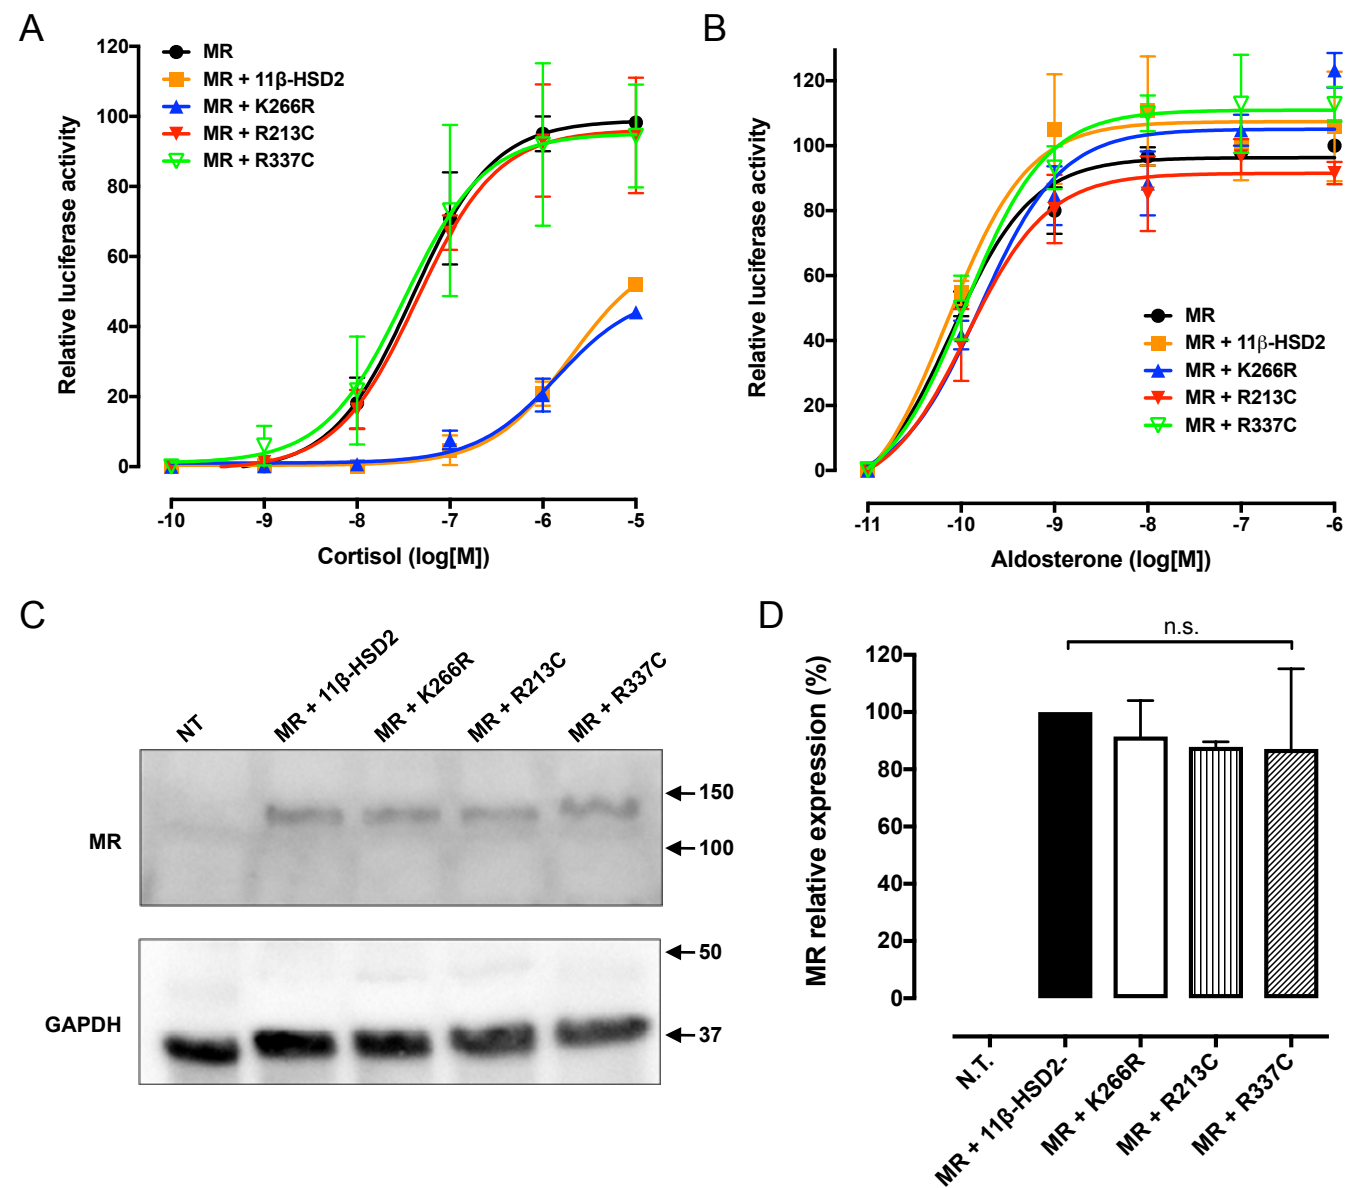 A
120
100
80
60
40
20
0
Relative luciferase activity
MR
MR + 11β-HSD2
MR + K266R
MR + R213C
MR + R337C
-10 -9 -8 -7 -6 -5
Cortisol (log[M])
B
120
100
80
60
40
20
0
Relative luciferase activity
MR
MR + 11β-HSD2
MR + K266R
MR + R213C
MR + R337C
-11 -10 -9 -8 -7 -6
Aldosterone (log[M])
C
NT
MR + 11β-HSD2
MR + K266R
MR + R213C
MR + R337C
MR
150
100
GAPDH
50
37
D
n.s.
120
100
80
60
40
20
0
MR relative expression (%)
N.T.
MR + 11β-HSD2-
MR + K266R
MR + R213C
MR + R337C